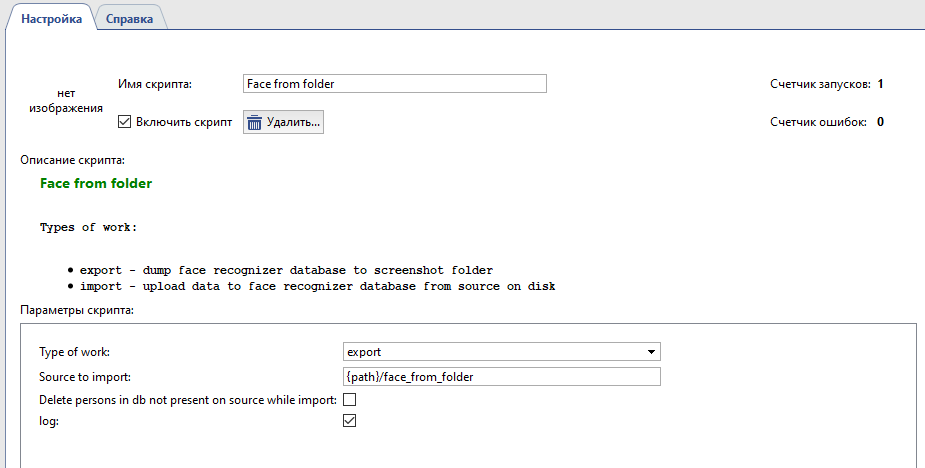 Настройка Справка
нет
изображения
Имя скрипта: Face from folder Счетчик запусков: 1
Включить скрипт Удалить... Счетчик ошибок: 0
Описание скрипта:
Face from folder
Types of work:
• export - dump face recognizer database to screenshot folder
• import - upload data to face recognizer database from source on disk
Параметры скрипта:
Type of work: export
Source to import: {path}/face_from_folder
Delete persons in db not present on source while import:
log: